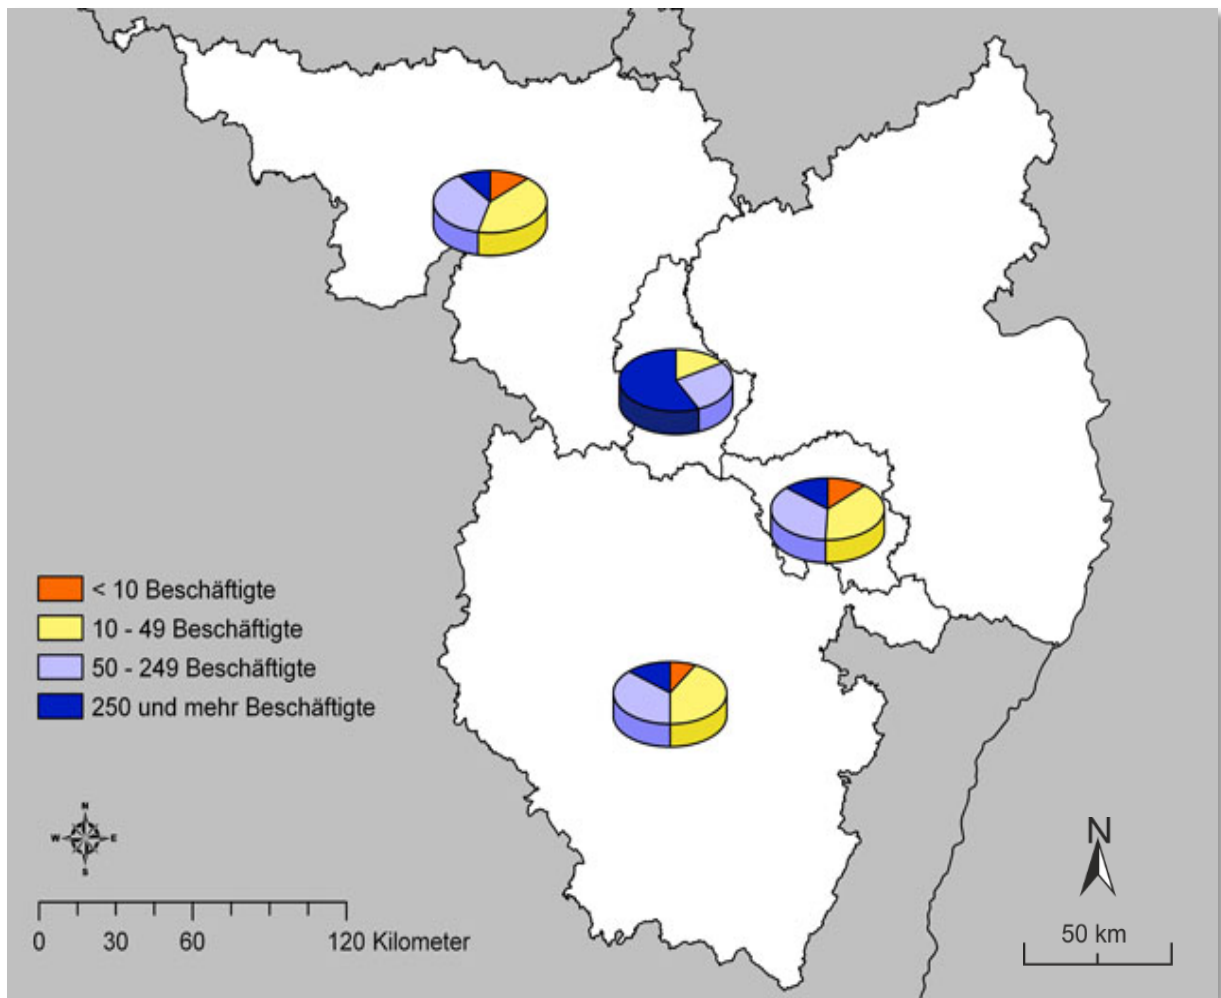 < 10 Beschäftigte
10 - 49 Beschäftigte
50 - 249 Beschäftigte
250 und mehr Beschäftigte
N
W E
S
0 30 60 120 Kilometer
N
50 km